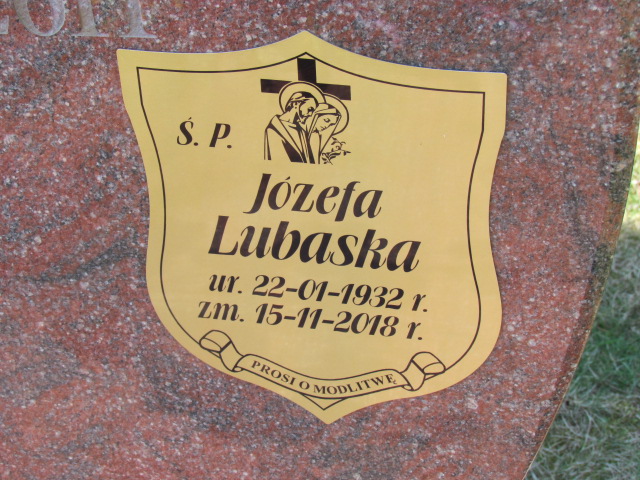 Ś. P.
Józefa
Lubaska
ur. 22-01-1932 r.
zm. 15-11-2018 r.
PROSI O MODLITWĘ